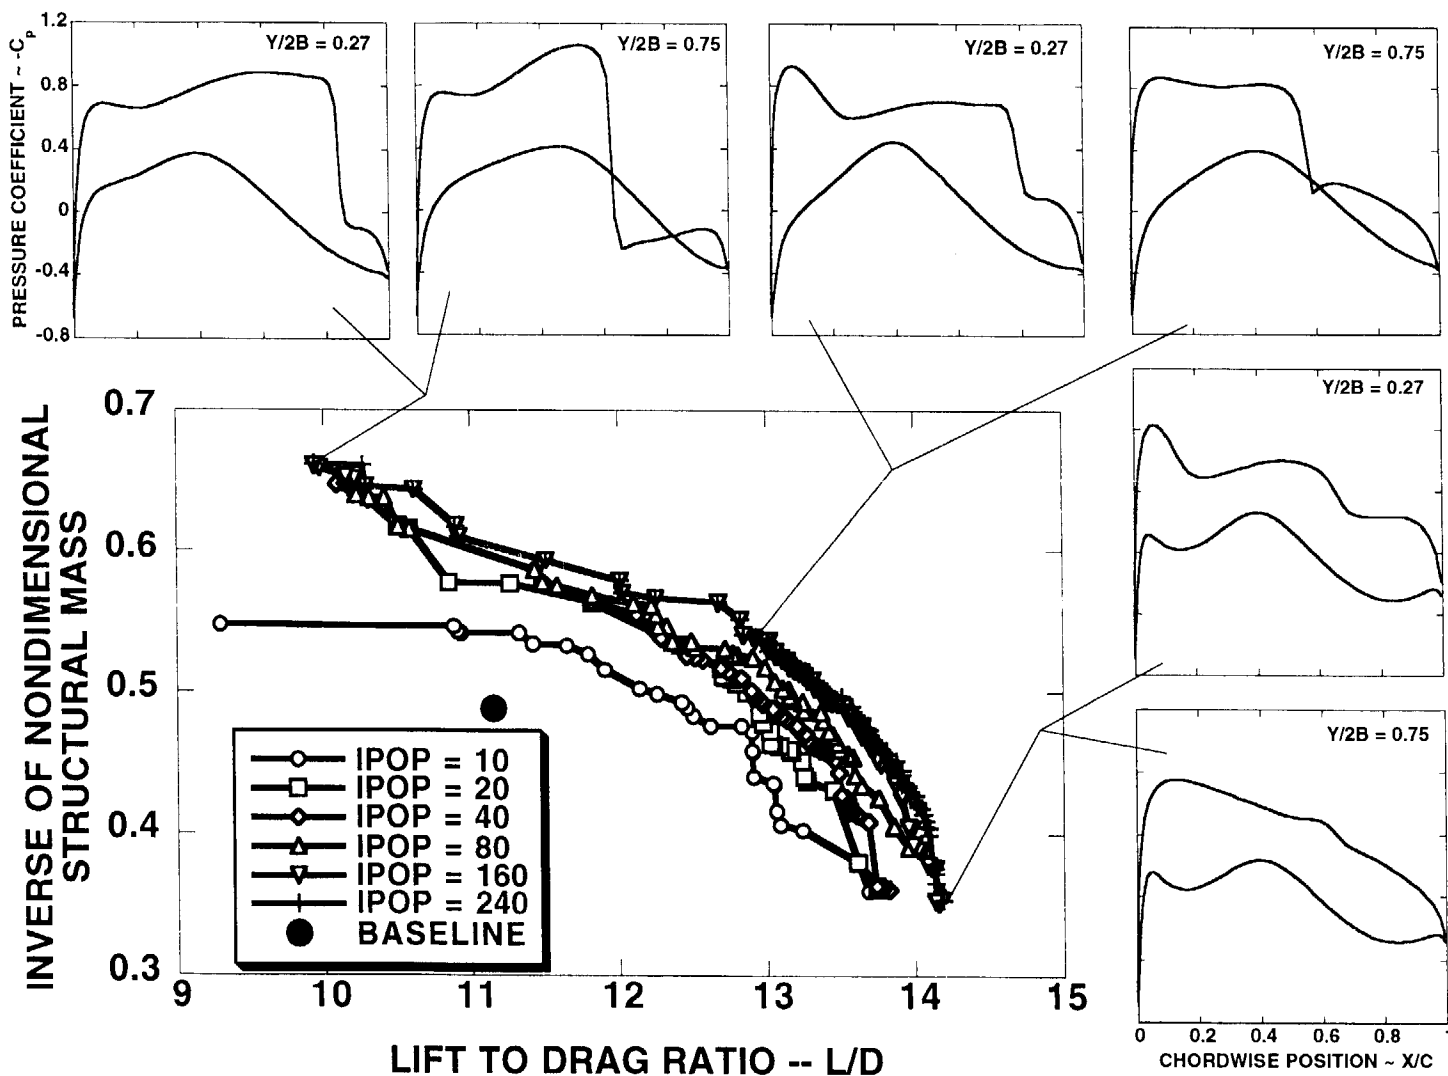 1.2
0.8
0.4
0
-0.4
-0.8
PRESSURE COEFFICIENT ~ -Cp
Y/2B = 0.27
Y/2B = 0.75
Y/2B = 0.27
Y/2B = 0.75
Y/2B = 0.27
Y/2B = 0.75
0 0.2 0.4 0.6 0.8 1
CHORDWISE POSITION ~ X/C
0.7
0.6
0.5
0.4
0.3
INVERSE OF NONDIMENSIONAL
STRUCTURAL MASS
IPOP = 10
IPOP = 20
IPOP = 40
IPOP = 80
IPOP = 160
IPOP = 240
BASELINE
9 10 11 12 13 14 15
LIFT TO DRAG RATIO -- L/D